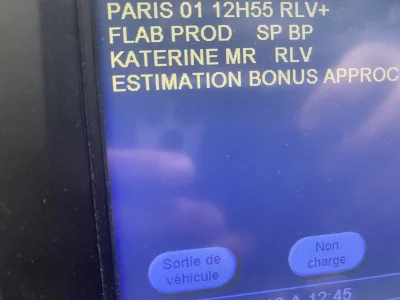 PARIS 01 12H55 RLV+
FLAB PROD SP BP
KATERINE MR RLV
ESTIMATION BONUS APPROC
Sortie de
véhicule
Non
charge
A 12:45